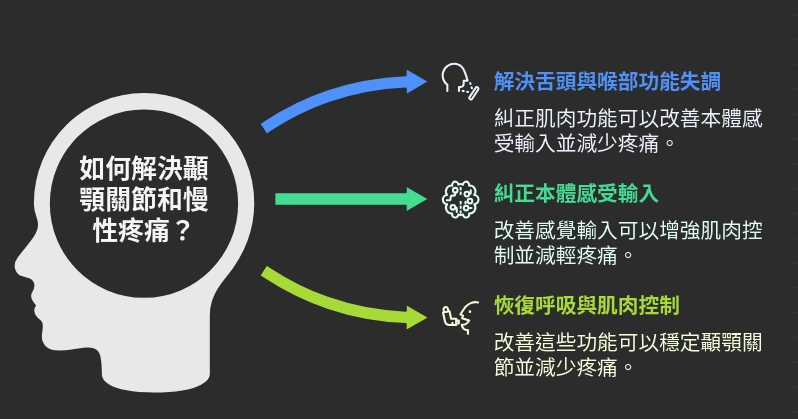 如何解決顳
顎關節和慢
性疼痛？
解決舌頭與喉部功能失調
糾正肌肉功能可以改善本體感
受輸入並減少疼痛。
糾正本體感受輸入
改善感覺輸入可以增強肌肉控
制並減輕疼痛。
恢復呼吸與肌肉控制
改善這些功能可以穩定顳顎關
節並減少疼痛。